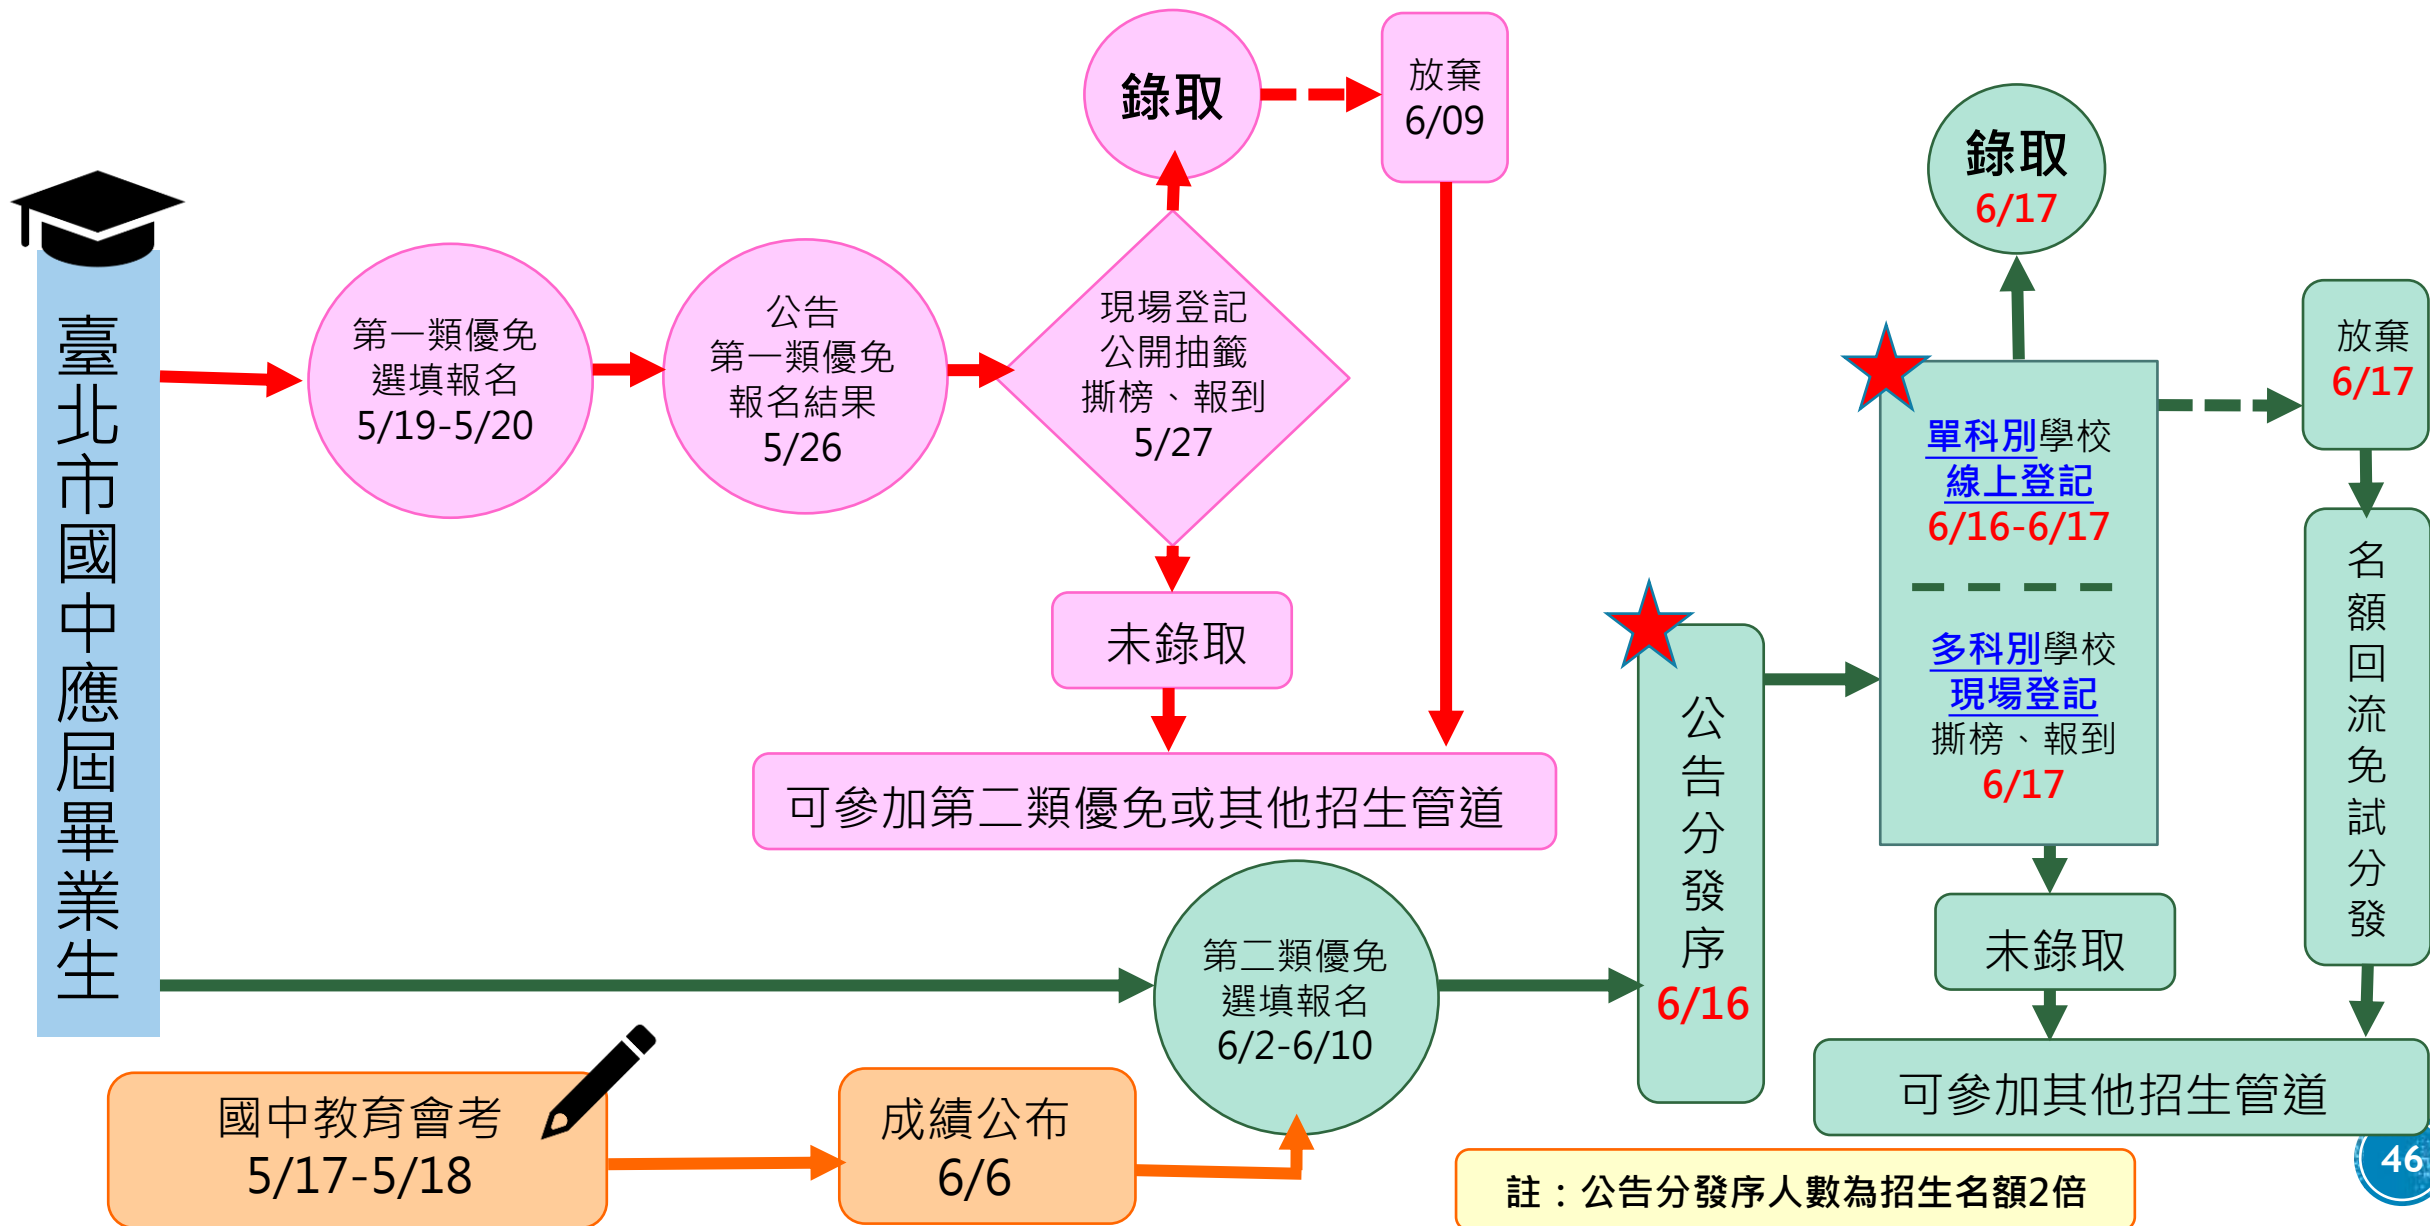 臺北市國中應屆畢業生
第一類優免
選填報名
5/19-5/20
公告
第一類優免
報名結果
5/26
現場登記
公開抽籤
撕榜、報到
5/27
錄取
放棄
6/09
未錄取
可參加第二類優免或其他招生管道
國中教育會考
5/17-5/18
成績公布
6/6
第二類優免
選填報名
6/2-6/10
公告分發序
6/16
單科別學校
線上登記
6/16-6/17
多科別學校
現場登記
撕榜、報到
6/17
錄取
6/17
放棄
6/17
名額回流免試分發
未錄取
可參加其他招生管道
註：公告分發序人數為招生名額2倍
46